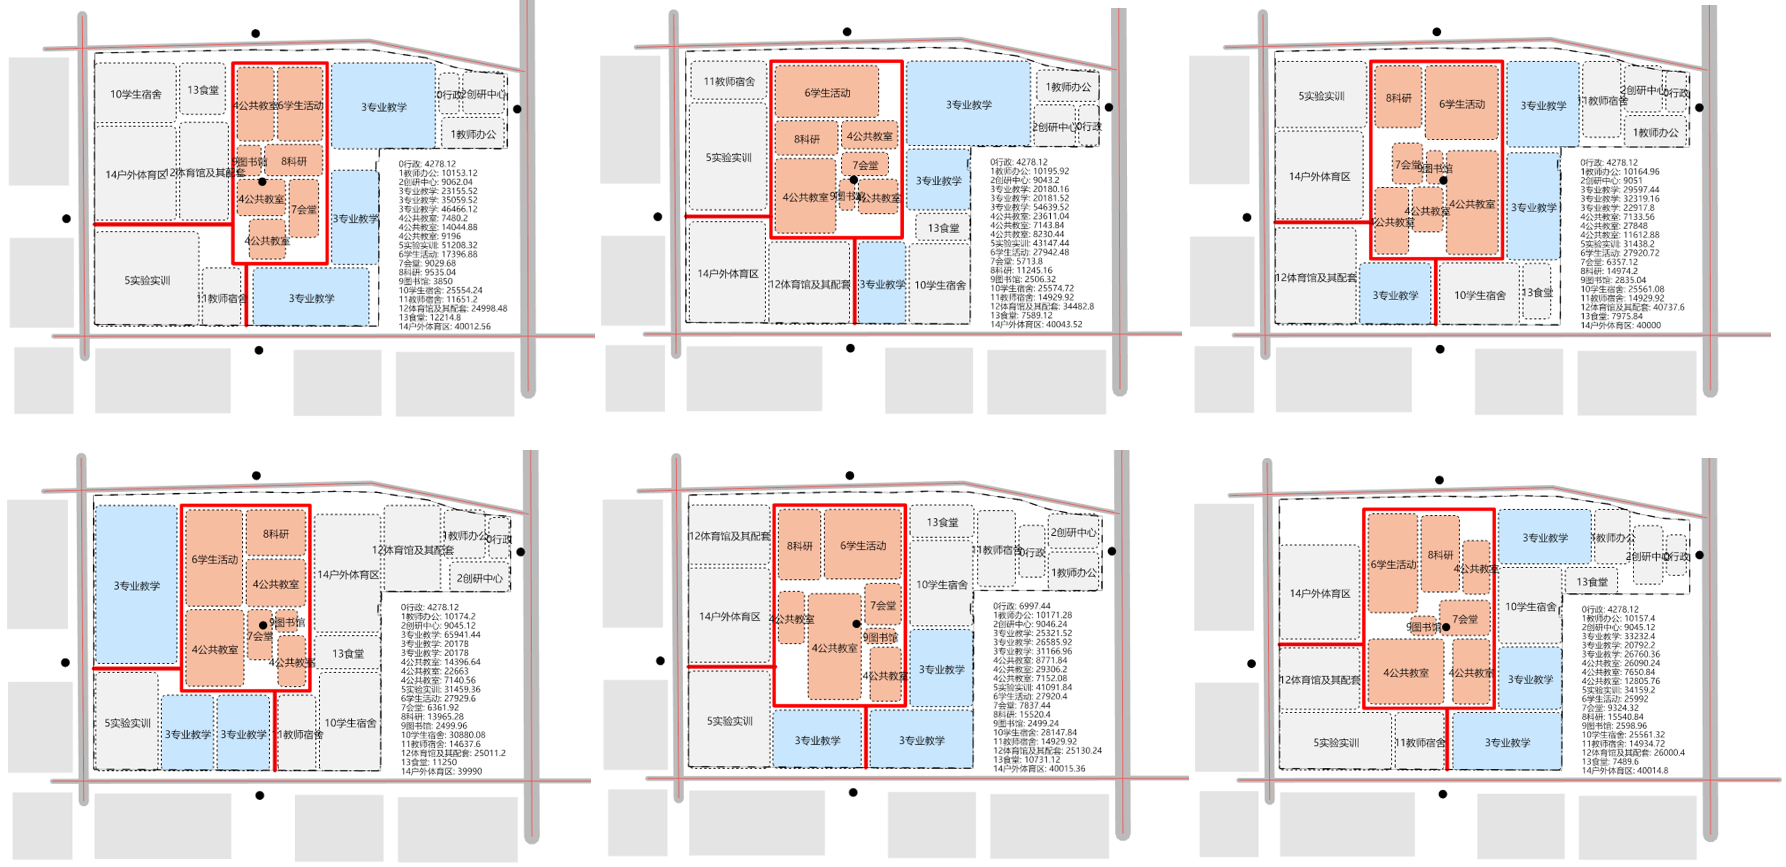 10学生宿舍
13食堂
4公共教室
6学生活动
3专业教学
0行政
2创研中心
1教师办公
14户外体育区
12体育馆及其配套
9图书馆
8科研
4公共教室
7会堂
4公共教室
3专业教学
5实验实训
11教师宿舍
3专业教学
0行政: 4278.12
1教师办公: 10153.12
2创研中心: 9062.04
3专业教学: 23155.52
3专业教学: 35059.52
3专业教学: 46466.12
4公共教室: 7480.2
4公共教室: 14044.88
4公共教室: 9196
5实验实训: 51208.32
6学生活动: 17396.88
7会堂: 9029.68
8科研: 9535.04
9图书馆: 3850
10学生宿舍: 25554.24
11教师宿舍: 11651.2
12体育馆及其配套: 24998.48
13食堂: 12214.8
14户外体育区: 40012.56
11教师宿舍
6学生活动
3专业教学
1教师办公
2创研中心
0行政
5实验实训
8科研
4公共教室
7会堂
4公共教室
9图书馆
4公共教室
3专业教学
13食堂
14户外体育区
12体育馆及其配套
3专业教学
10学生宿舍
0行政: 4278.12
1教师办公: 10195.92
2创研中心: 9043.2
3专业教学: 20180.16
3专业教学: 20181.52
3专业教学: 54639.52
4公共教室: 23611.04
4公共教室: 7143.84
4公共教室: 8230.44
5实验实训: 43147.44
6学生活动: 27942.48
7会堂: 5713.8
8科研: 11245.16
9图书馆: 2506.32
10学生宿舍: 25574.72
11教师宿舍: 14929.92
12体育馆及其配套: 34482.8
13食堂: 7589.12
14户外体育区: 40043.52
5实验实训
8科研
6学生活动
3专业教学
11教师宿舍
2创研中心
0行政
1教师办公
14户外体育区
7会堂
9图书馆
4公共教室
4公共教室
4公共教室
3专业教学
12体育馆及其配套
3专业教学
10学生宿舍
13食堂
0行政: 4278.12
1教师办公: 10164.96
2创研中心: 9051
3专业教学: 29597.44
3专业教学: 32319.16
3专业教学: 22917.8
4公共教室: 7133.56
4公共教室: 27848
4公共教室: 11612.88
5实验实训: 31438.2
6学生活动: 27920.72
7会堂: 6357.12
8科研: 14974.2
9图书馆: 2835.04
10学生宿舍: 25561.08
11教师宿舍: 14929.92
12体育馆及其配套: 40737.6
13食堂: 7975.84
14户外体育区: 40000
3专业教学
6学生活动
8科研
4公共教室
14户外体育区
12体育馆及其配套
1教师办公
0行政
2创研中心
4公共教室
7会堂
9图书馆
4公共教室
13食堂
5实验实训
3专业教学
3专业教学
11教师宿舍
10学生宿舍
0行政: 4278.12
1教师办公: 10174.2
2创研中心: 9045.12
3专业教学: 65941.44
3专业教学: 20178
3专业教学: 20178
4公共教室: 14396.64
4公共教室: 22663
4公共教室: 7140.56
5实验实训: 31459.36
6学生活动: 27929.6
7会堂: 6361.92
8科研: 13965.28
9图书馆: 2499.96
10学生宿舍: 30880.08
11教师宿舍: 14637.6
12体育馆及其配套: 25011.2
13食堂: 11250
14户外体育区: 39990
12体育馆及其配套
8科研
6学生活动
13食堂
11教师宿舍
0行政
2创研中心
1教师办公
14户外体育区
4公共教室
4公共教室
7会堂
9图书馆
4公共教室
10学生宿舍
3专业教学
5实验实训
3专业教学
3专业教学
0行政: 6997.44
1教师办公: 10171.28
2创研中心: 9046.24
3专业教学: 25321.52
3专业教学: 26585.92
3专业教学: 31166.96
4公共教室: 8771.84
4公共教室: 29306.2
4公共教室: 7152.08
5实验实训: 41091.84
6学生活动: 27920.4
7会堂: 7837.44
8科研: 15520.4
9图书馆: 2499.24
10学生宿舍: 28147.84
11教师宿舍: 14929.92
12体育馆及其配套: 25130.24
13食堂: 10731.12
14户外体育区: 40015.36
14户外体育区
6学生活动
8科研
4公共教室
3专业教学
1教师办公
2创研中心
0行政
13食堂
10学生宿舍
9图书馆
7会堂
4公共教室
4公共教室
3专业教学
12体育馆及其配套
5实验实训
11教师宿舍
3专业教学
0行政: 4278.12
1教师办公: 10157.4
2创研中心: 9045.12
3专业教学: 33232.4
3专业教学: 20792.2
3专业教学: 26760.36
4公共教室: 26090.24
4公共教室: 7650.84
4公共教室: 12805.76
5实验实训: 34159.2
6学生活动: 25992
7会堂: 9324.32
8科研: 15540.84
9图书馆: 2598.96
10学生宿舍: 25561.32
11教师宿舍: 14934.72
12体育馆及其配套: 26000.4
13食堂: 7489.6
14户外体育区: 40014.8